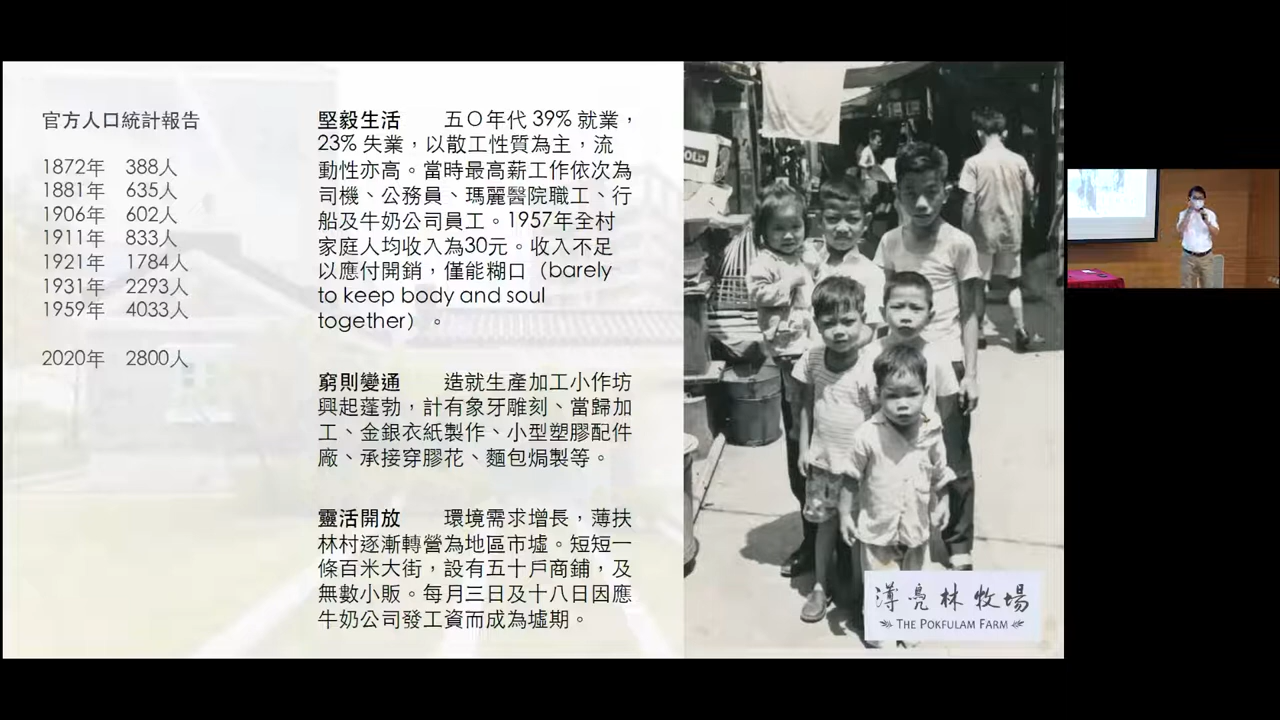 官方人口統計報告
1872年 388人
1881年 635人
1906年 602人
1911年 833人
1921年 1784人
1931年 2293人
1959年 4033人
2020年 2800人
堅毅生活 五〇年代 39% 就業，
23% 失業，以散工性質為主，流
動性亦高。當時最高薪工作依次為
司機、公務員、瑪麗醫院職工、行
船及牛奶公司員工。1957年全村
家庭人均收入為30元。收入不足
以應付開銷，僅能糊口（barely
to keep body and soul
together）。
窮則變通 造就生產加工小作坊
興起蓬勃，計有象牙雕刻、當歸加
工、金銀衣紙製作、小型塑膠配件
廠、承接穿膠花、麵包焗製等。
靈活開放 環境需求增長，薄扶
林村逐漸轉營為地區市墟。短短一
條百米大街，設有五十戶商鋪，及
無數小販。每月三日及十八日因應
牛奶公司發工資而成為墟期。
OLD
薄鳧林牧場
THE POKFULAM FARM